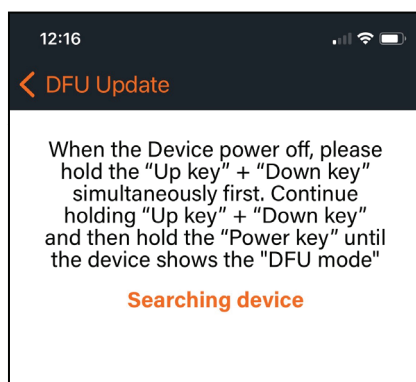 12:16
DFU Update
When the Device power off, please
hold the “Up key” + “Down key”
simultaneously first. Continue
holding “Up key” + “Down key”
and then hold the “Power key” until
the device shows the "DFU mode"
Searching device